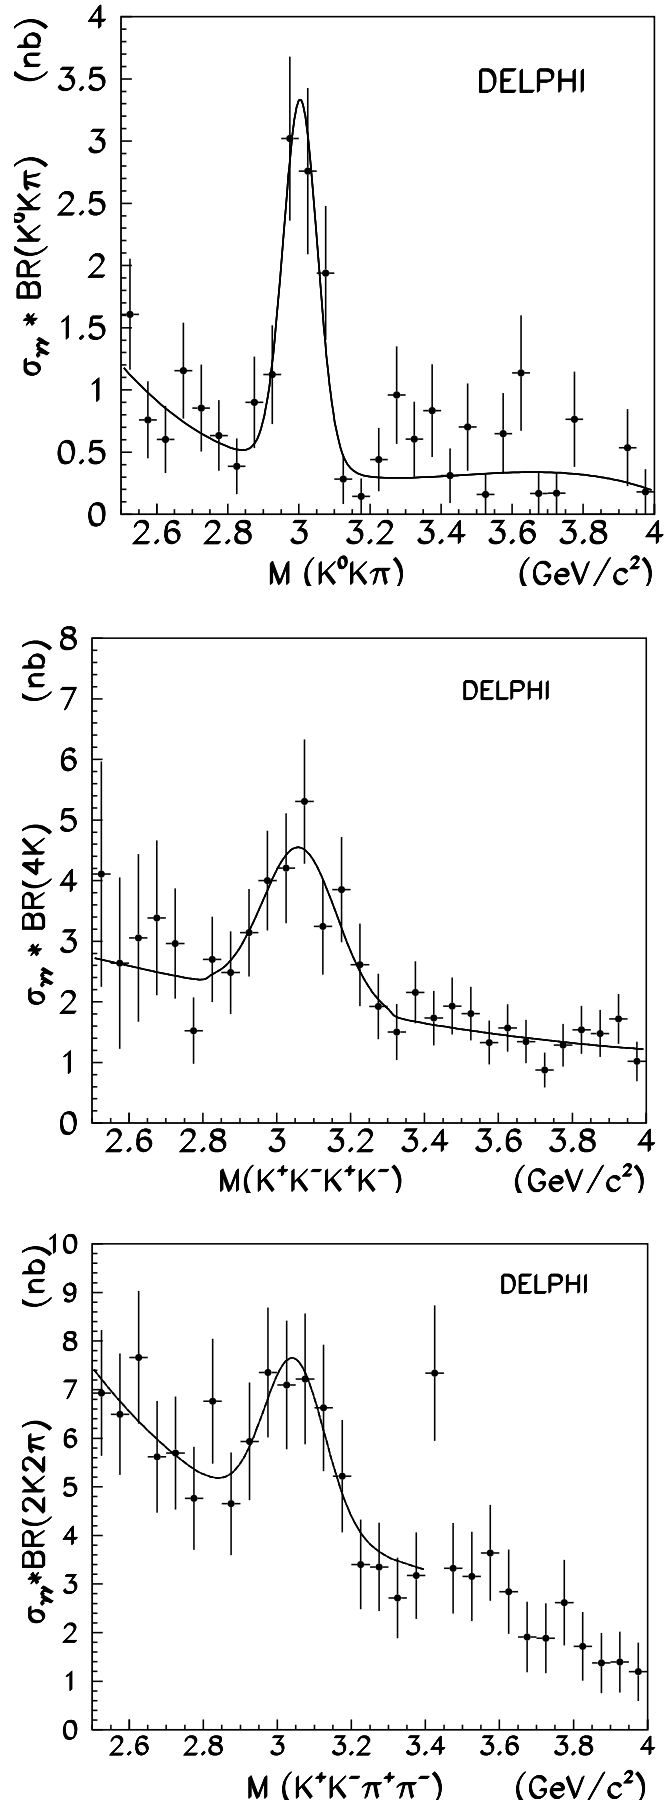 σγγ * BR(K⁰Kπ) (nb)
DELPHI
4
3.5
3
2.5
2
1.5
1
0.5
0
2.6 2.8 3 3.2 3.4 3.6 3.8 4
M (K⁰Kπ) (GeV/c²)
σγγ * BR(4K) (nb)
DELPHI
8
7
6
5
4
3
2
1
0
2.6 2.8 3 3.2 3.4 3.6 3.8 4
M(K⁺K⁻K⁺K⁻) (GeV/c²)
σγγ*BR(2K2π) (nb)
DELPHI
10
9
8
7
6
5
4
3
2
1
0
2.6 2.8 3 3.2 3.4 3.6 3.8 4
M (K⁺K⁻π⁺π⁻) (GeV/c²)